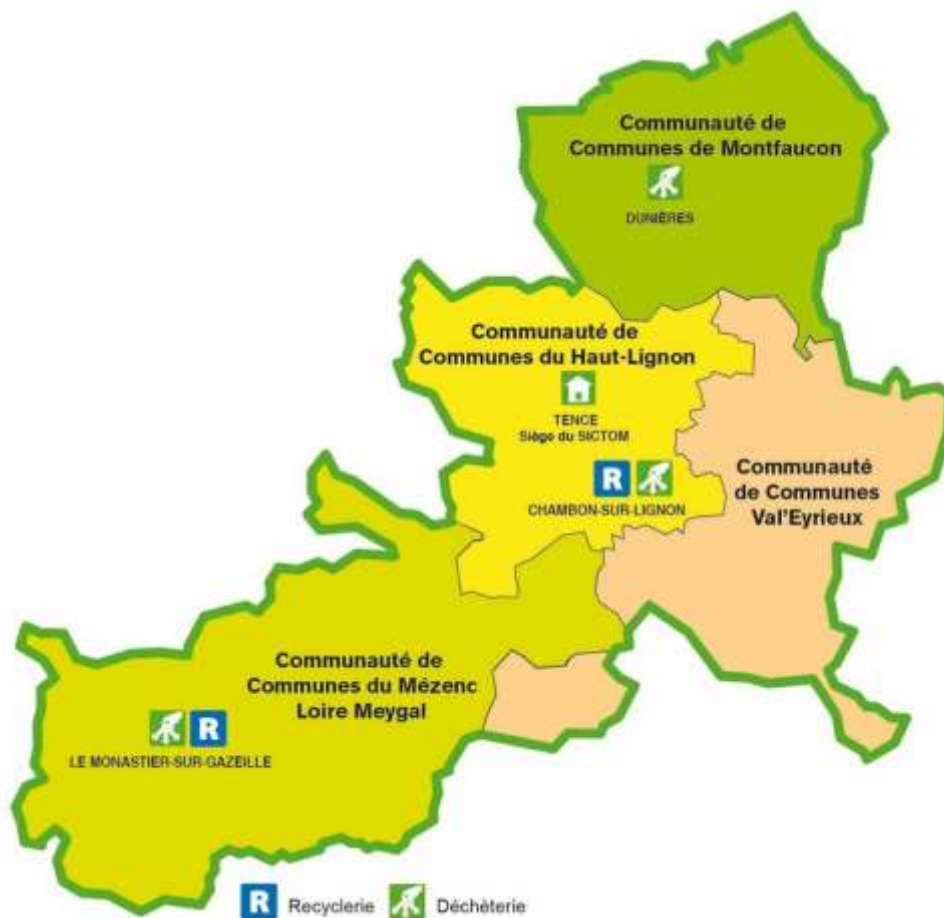 Communauté de
Communes de Montfaucon
DUNIÈRES
Communauté de
Communes du Haut-Lignon
TENCE
Siège du SICTOM
R
CHAMBON-SUR-LIGNON
Communauté
de Communes
Val'Eyrieux
Communauté de
Communes du Mézenc
Loire Meygal
R
LE MONASTIER-SUR-GAZEILLE
R Recyclerie Déchèterie